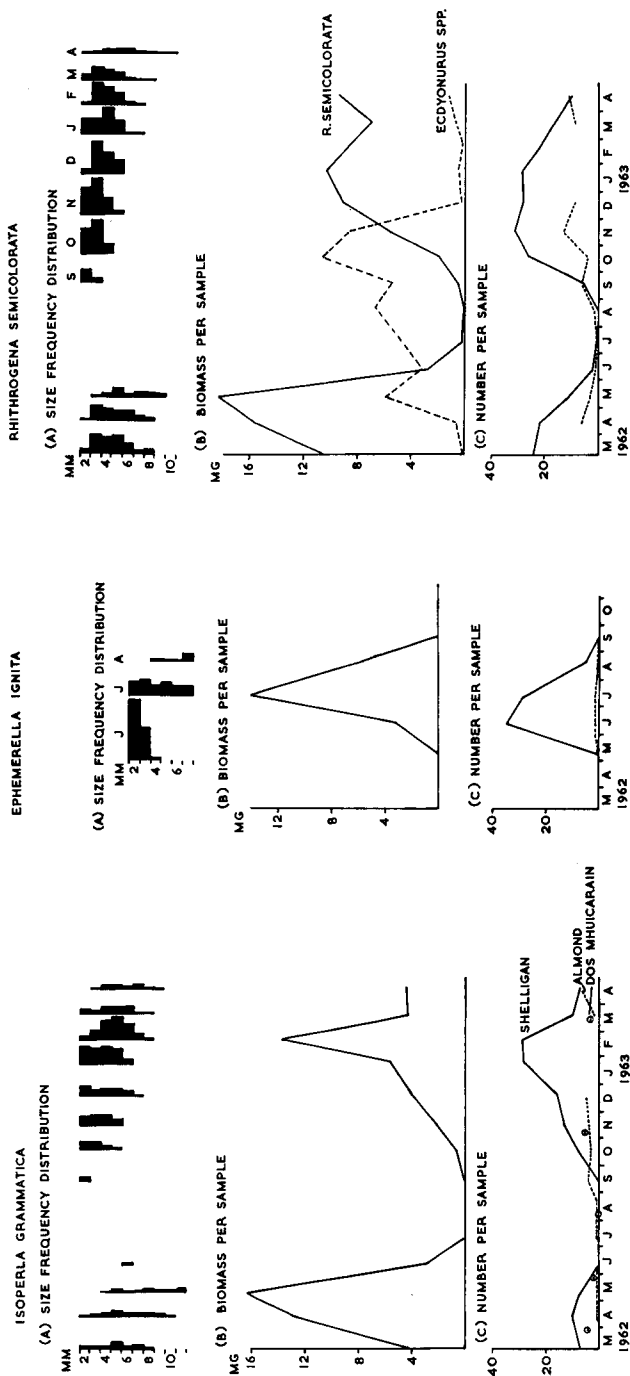 ISOPERLA GRAMMATICA
(A) SIZE FREQUENCY DISTRIBUTION
MM
2
4
6
8
10
(B) BIOMASS PER SAMPLE
MG
16
12
8
4
(C) NUMBER PER SAMPLE
40
20
SHELLIGAN
ALMOND
DOS MHUICARAIN
M A M J J A S O N D J F M A
1962 1963
EPHEMERELLA IGNITA
(A) SIZE FREQUENCY DISTRIBUTION
J J A
MM
2
4
6
(B) BIOMASS PER SAMPLE
MG
12
8
4
(C) NUMBER PER SAMPLE
40
20
M A M J J A S O
1962
RHITHROGENA SEMICOLORATA
(A) SIZE FREQUENCY DISTRIBUTION
S O N D J F M A
MM
2
4
6
8
10
(B) BIOMASS PER SAMPLE
R. SEMICOLORATA
ECDYONURUS SPP.
MG
16
12
8
4
(C) NUMBER PER SAMPLE
40
20
M A M J J A S O N D J F M A
1962 1963